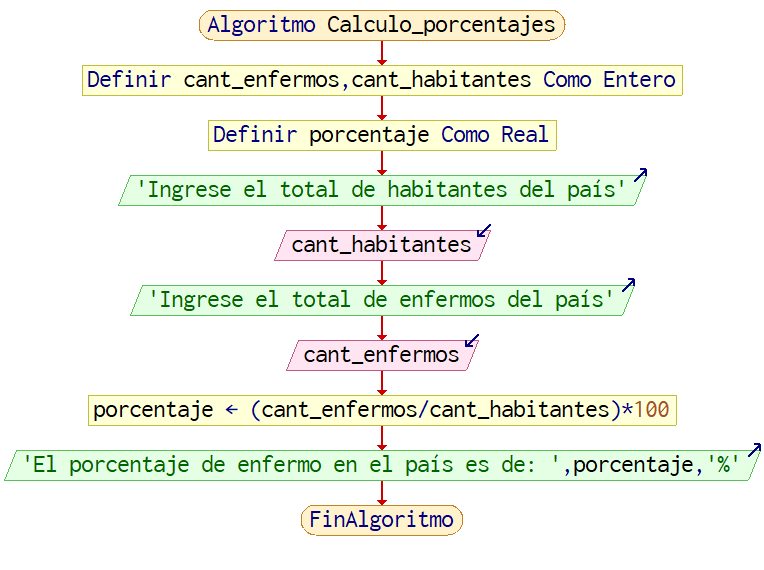 Algoritmo Calculo_porcentajes
Definir cant_enfermos,cant_habitantes Como Entero
Definir porcentaje Como Real
'Ingrese el total de habitantes del país'
cant_habitantes
'Ingrese el total de enfermos del país'
cant_enfermos
porcentaje ← (cant_enfermos/cant_habitantes)*100
'El porcentaje de enfermo en el país es de: ',porcentaje,'%'
FinAlgoritmo